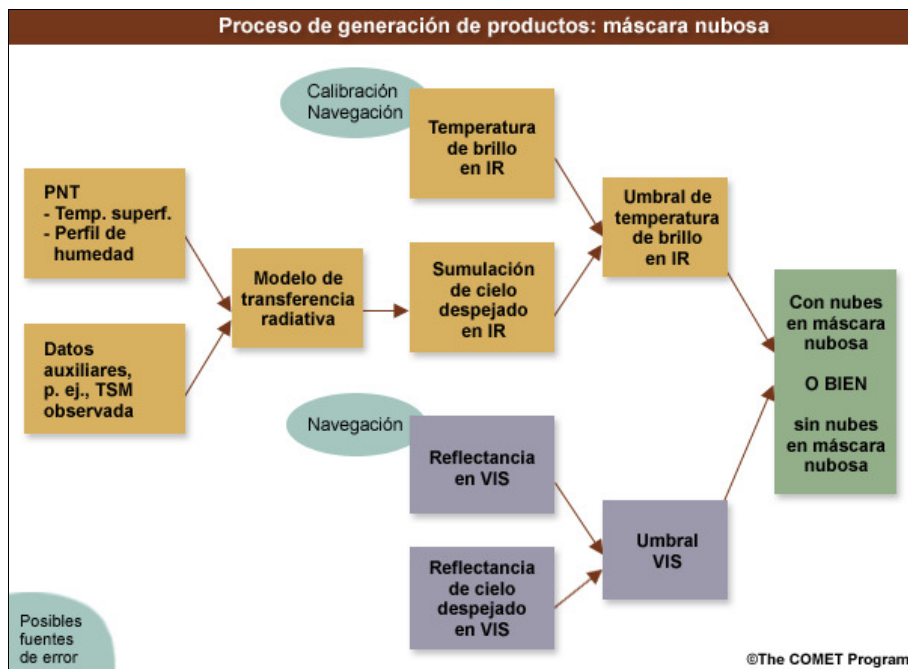 Proceso de generación de productos: máscara nubosa
Calibración
Navegación
Temperatura
de brillo
en IR
PNT
- Temp. superf.
- Perfil de
humedad
Umbral de
temperatura
de brillo
en IR
Modelo de
transferencia
radiativa
Sumulación
de cielo
despejado
en IR
Con nubes
en máscara
nubosa
O BIEN
sin nubes
en máscara
nubosa
Datos
auxiliares,
p. ej., TSM
observada
Navegación
Reflectancia
en VIS
Umbral
VIS
Reflectancia
de cielo
despejado
en VIS
Posibles
fuentes
de error
©The COMET Program